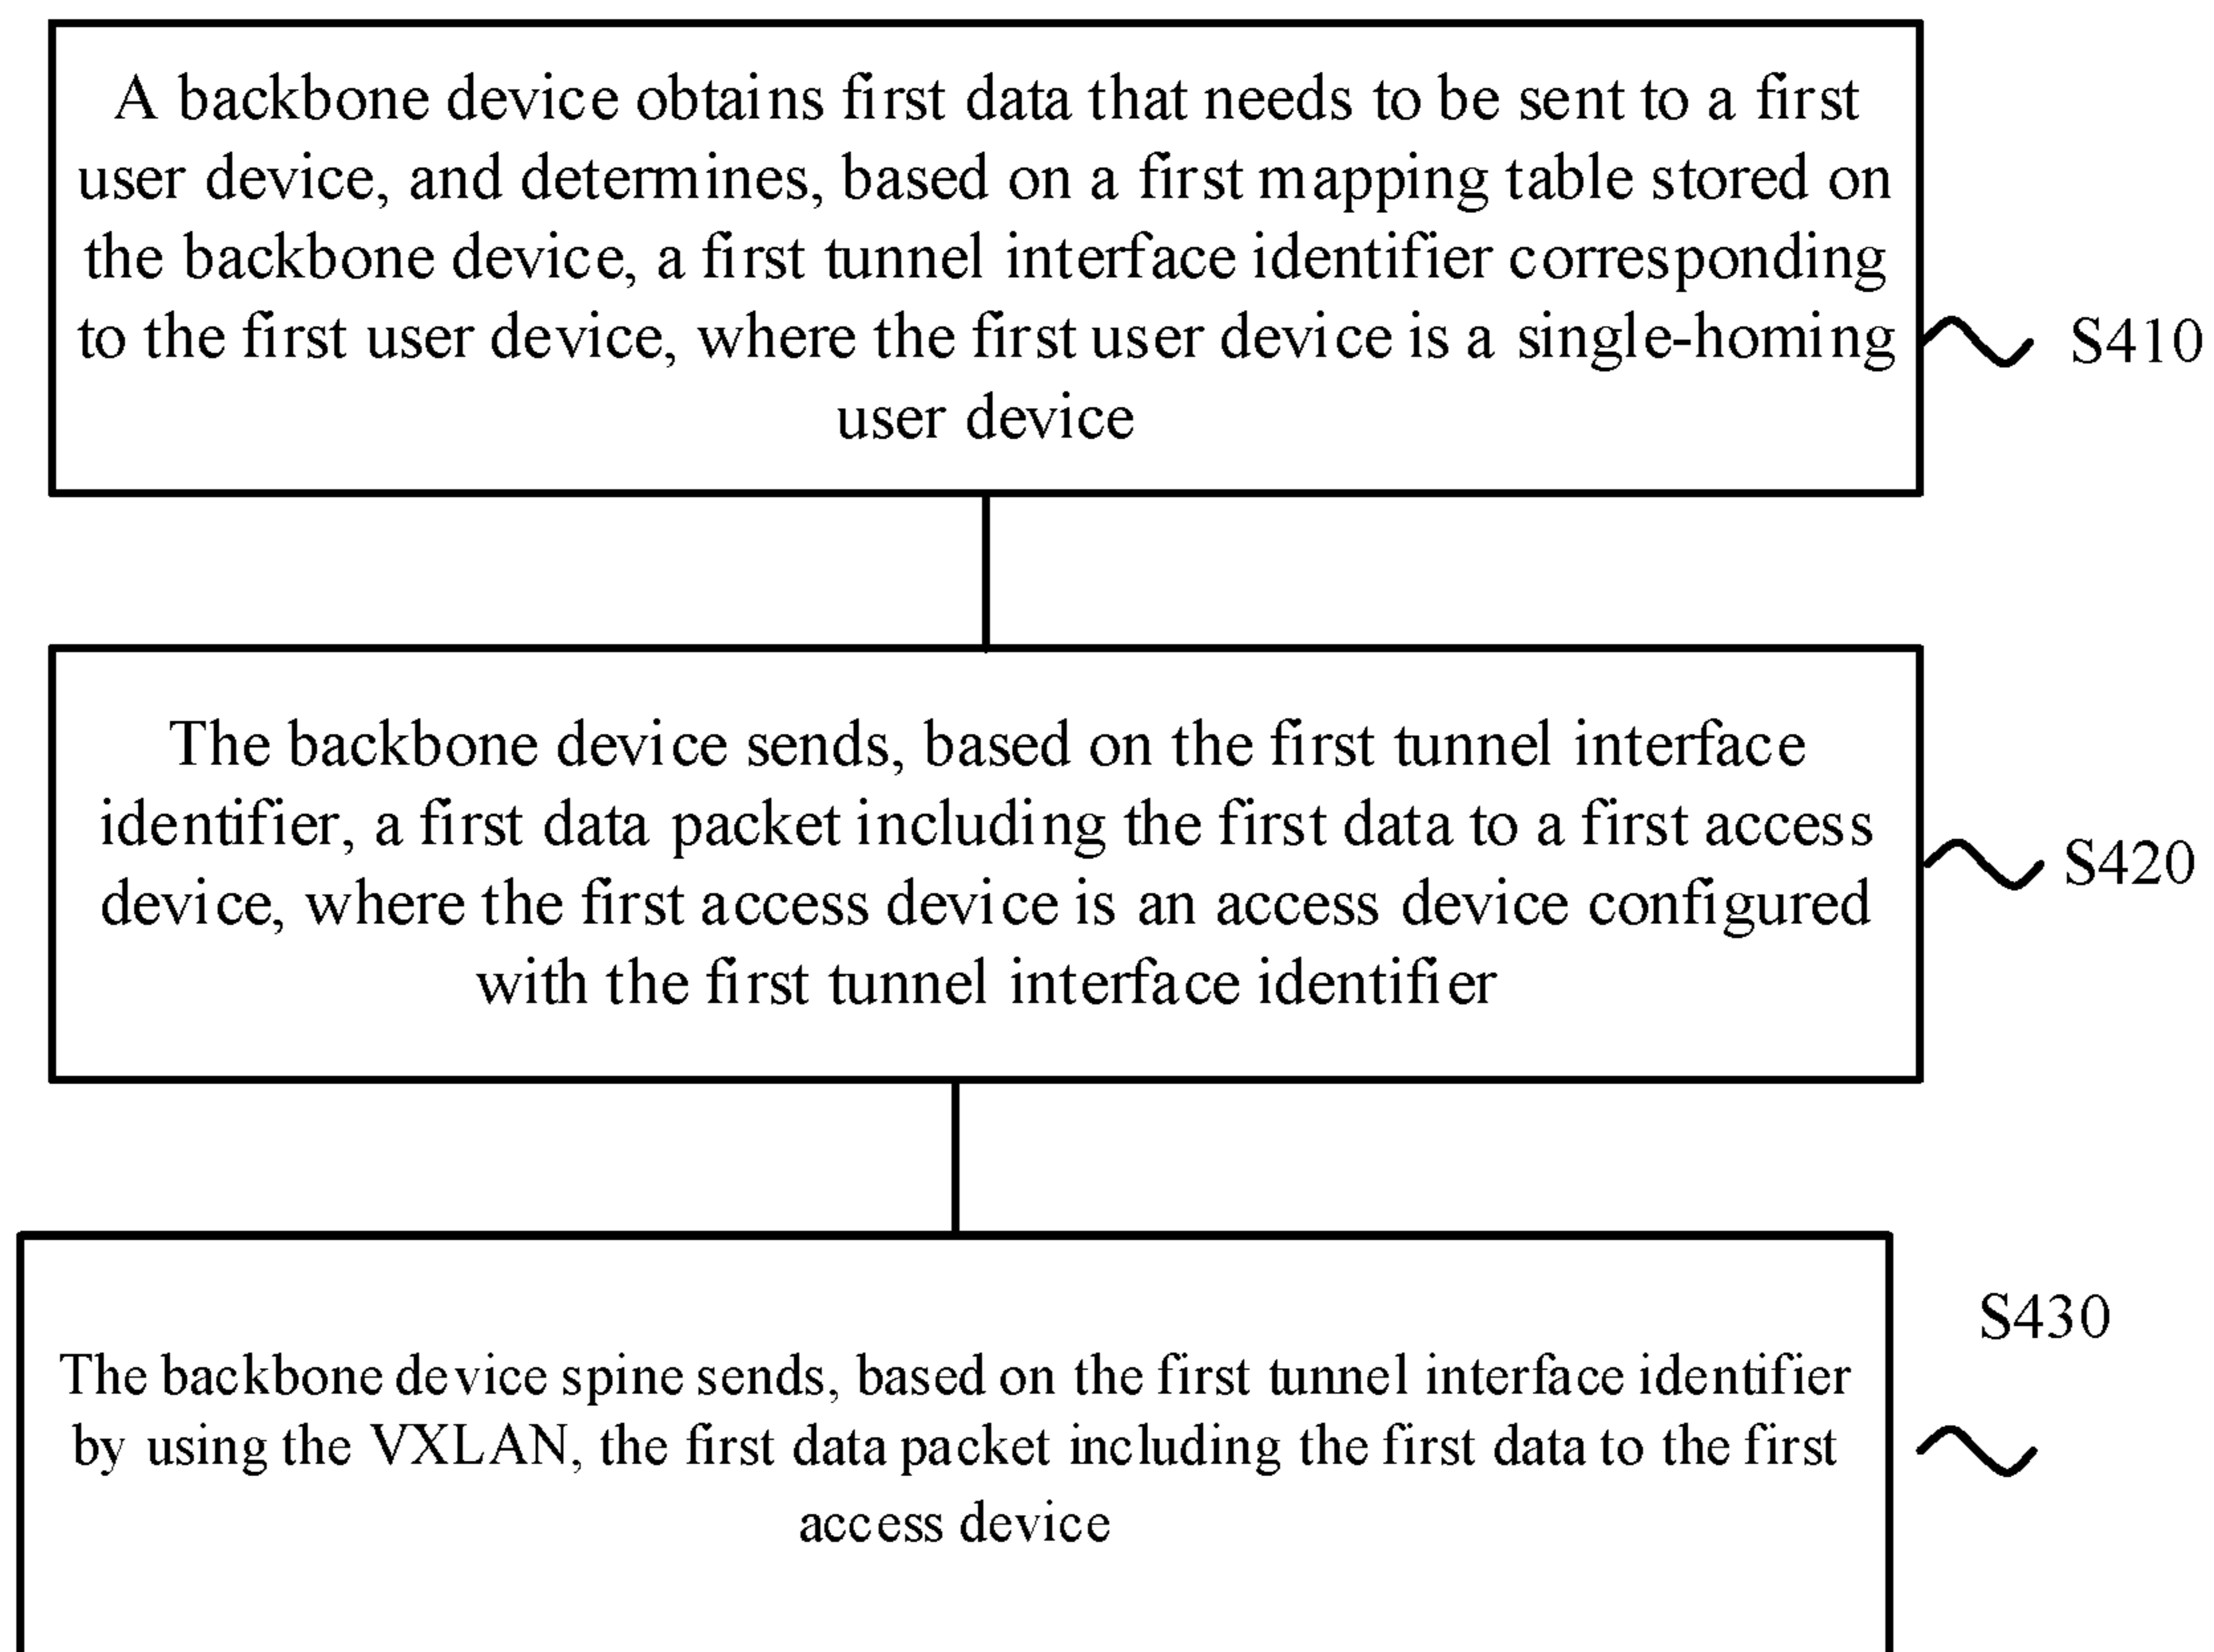 A backbone device obtains first data that needs to be sent to a first
user device, and determines, based on a first mapping table stored on
the backbone device, a first tunnel interface identifier corresponding
to the first user device, where the first user device is a single-homing
user device
S410
The backbone device sends, based on the first tunnel interface
identifier, a first data packet including the first data to a first access
device, where the first access device is an access device configured
with the first tunnel interface identifier
S420
The backbone device spine sends, based on the first tunnel interface identifier
by using the VXLAN, the first data packet including the first data to the first
access device
S430